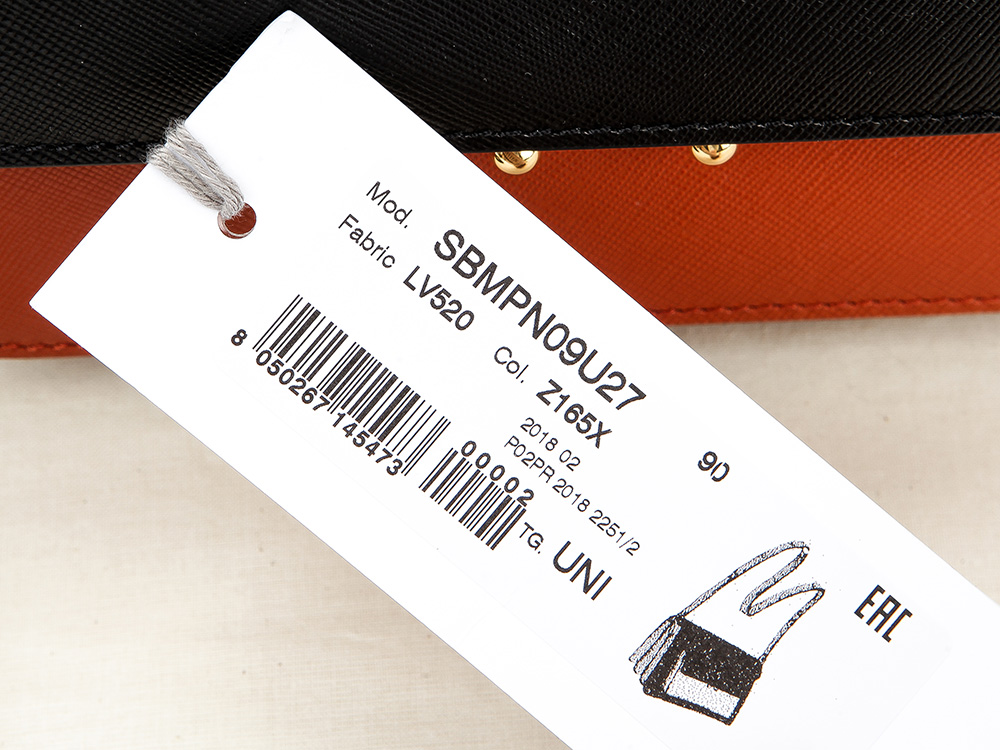 Mod. SBMPN09U27
Fabric LV520 Col. Z165X 90
2018 02
P02PR 2018 2251/2
8 050267 145473
00002
TG. UNI
EAC